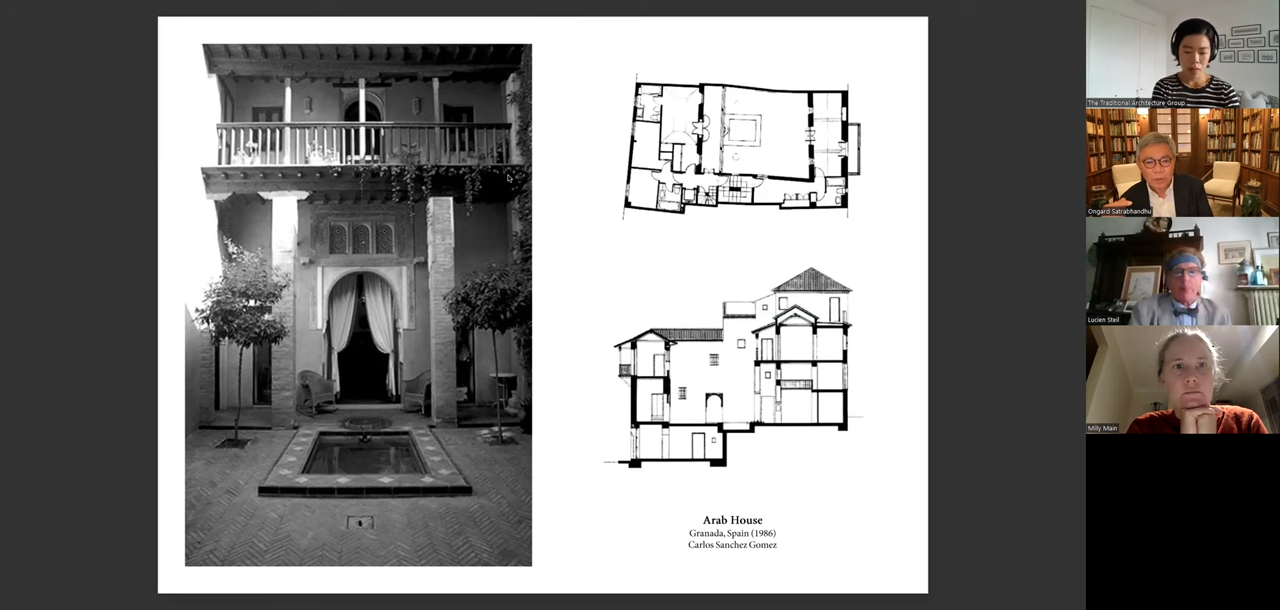 Arab House
Granada, Spain (1986)
Carlos Sanchez Gomez
The Traditional Architecture Group
Ongard Satrabhandhu
Lucien Steil
Milly Main